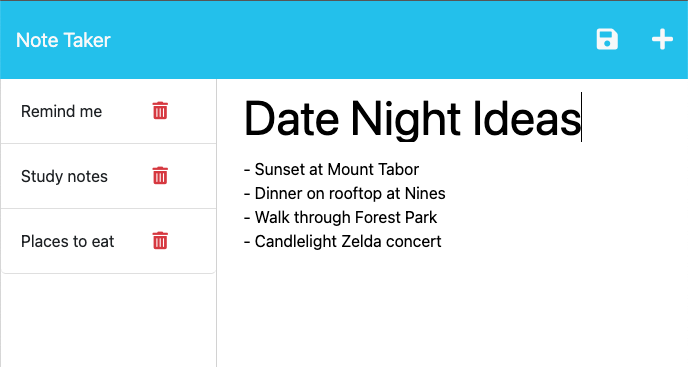 Note Taker
Remind me
Study notes
Places to eat
Date Night Ideas
- Sunset at Mount Tabor
- Dinner on rooftop at Nines
- Walk through Forest Park
- Candlelight Zelda concert